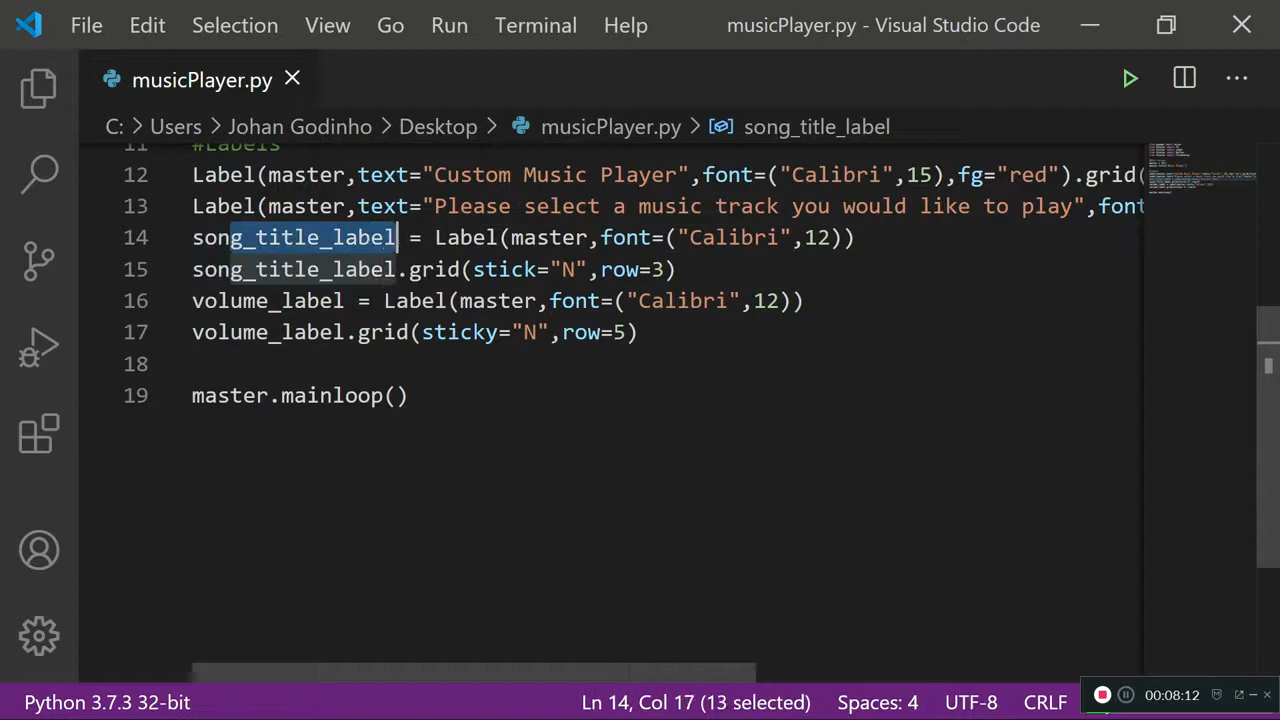 File Edit Selection View Go Run Terminal Help musicPlayer.py - Visual Studio Code
musicPlayer.py
C: > Users > Johan Godinho > Desktop > musicPlayer.py > song_title_label
11 #Labels
12 Label(master,text="Custom Music Player",font=("Calibri",15),fg="red").grid(
13 Label(master,text="Please select a music track you would like to play",font
14 song_title_label = Label(master,font=("Calibri",12))
15 song_title_label.grid(stick="N",row=3)
16 volume_label = Label(master,font=("Calibri",12))
17 volume_label.grid(sticky="N",row=5)
18
19 master.mainloop()
Python 3.7.3 32-bit Ln 14, Col 17 (13 selected) Spaces: 4 UTF-8 CRLF 00:08:12